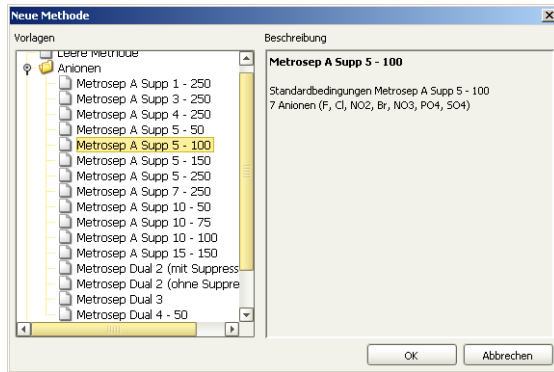 Neue Methode
Vorlagen
Leere Methode
Anionen
Metrosep A Supp 1 - 250
Metrosep A Supp 3 - 250
Metrosep A Supp 4 - 250
Metrosep A Supp 5 - 50
Metrosep A Supp 5 - 100
Metrosep A Supp 5 - 150
Metrosep A Supp 5 - 250
Metrosep A Supp 7 - 250
Metrosep A Supp 10 - 50
Metrosep A Supp 10 - 75
Metrosep A Supp 10 - 100
Metrosep A Supp 15 - 150
Metrosep Dual 2 (mit Suppress
Metrosep Dual 2 (ohne Suppre
Metrosep Dual 3
Metrosep Dual 4 - 50
Beschreibung
Metrosep A Supp 5 - 100
Standardbedingungen Metrosep A Supp 5 - 100
7 Anionen (F, Cl, NO2, Br, NO3, PO4, SO4)
OK
Abbrechen